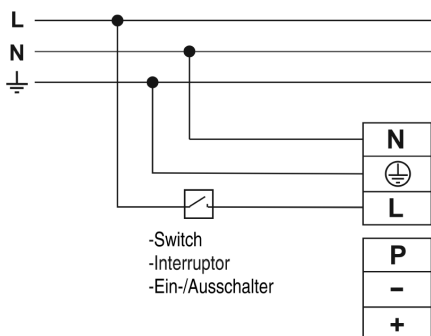 L
N
N
L
-Switch
-Interruptor
-Ein-/Ausschalter
P
-
+